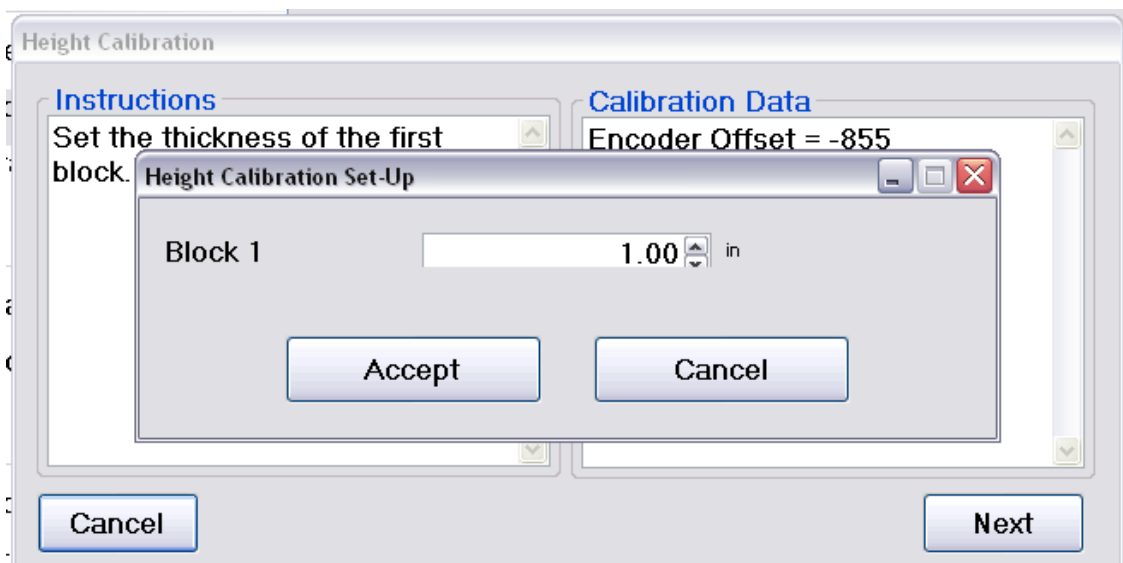 Height Calibration
Instructions
Set the thickness of the first
block.
Calibration Data
Encoder Offset = -855
Height Calibration Set-Up
Block 1
1.00
in
Accept
Cancel
Cancel
Next